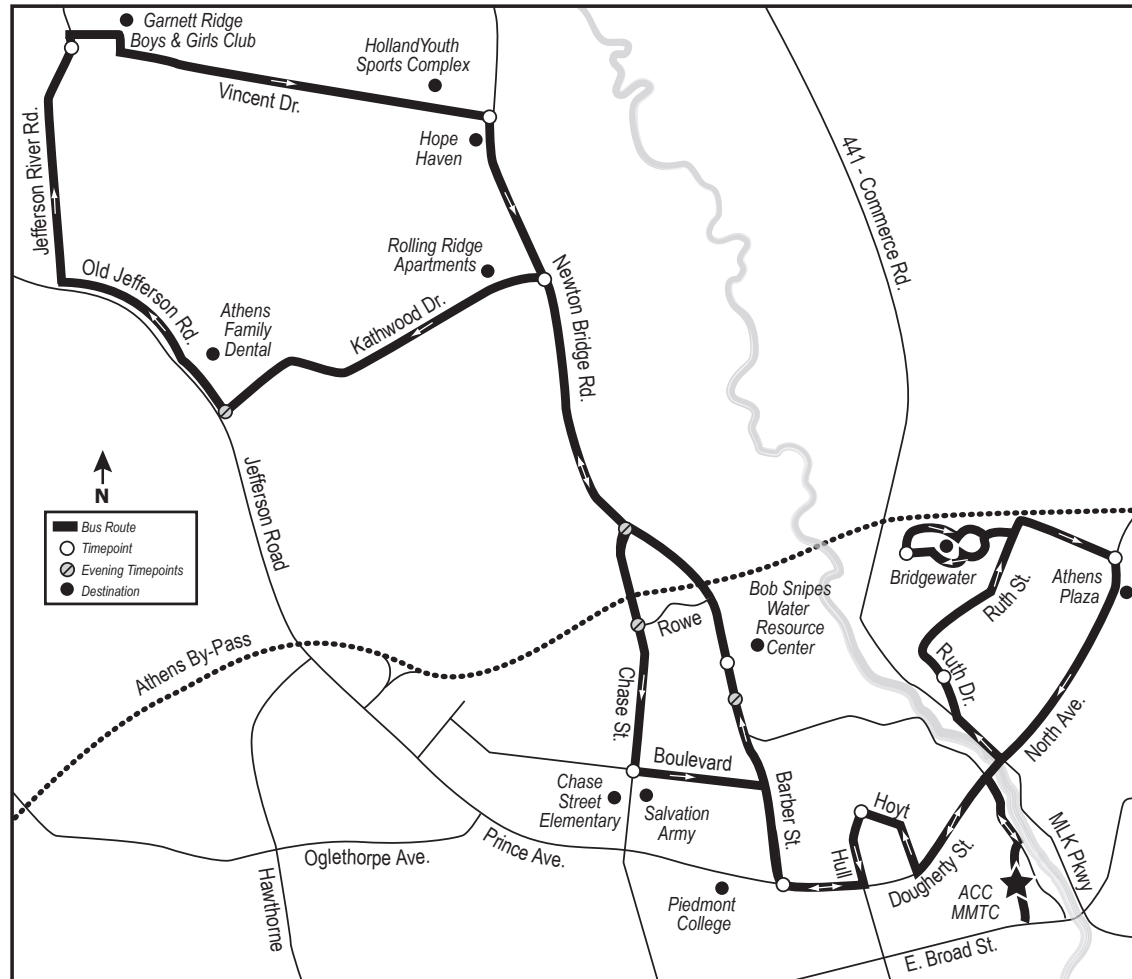 Garnett Ridge
Boys & Girls Club
HollandYouth
Sports Complex
Vincent Dr.
Hope
Haven
Jefferson River Rd.
441 - Commerce Rd.
Rolling Ridge
Apartments
Old Jefferson Rd.
Athens
Family
Dental
Kathwood Dr.
Newton Bridge Rd.
N
Bus Route
Timepoint
Evening Timepoints
Destination
Jefferson Road
Bridgewater
Ruth St.
Athens
Plaza
Bob Snipes
Water
Resource
Center
Rowe
Athens By-Pass
Chase St.
Ruth Dr.
North Ave.
Boulevard
Chase
Street
Elementary
Salvation
Army
Barber St.
Hoyt
Hull
Dougherty St.
MLK Pkwy
Oglethorpe Ave.
Prince Ave.
Hawthorne
Piedmont
College
ACC
MMTC
E. Broad St.